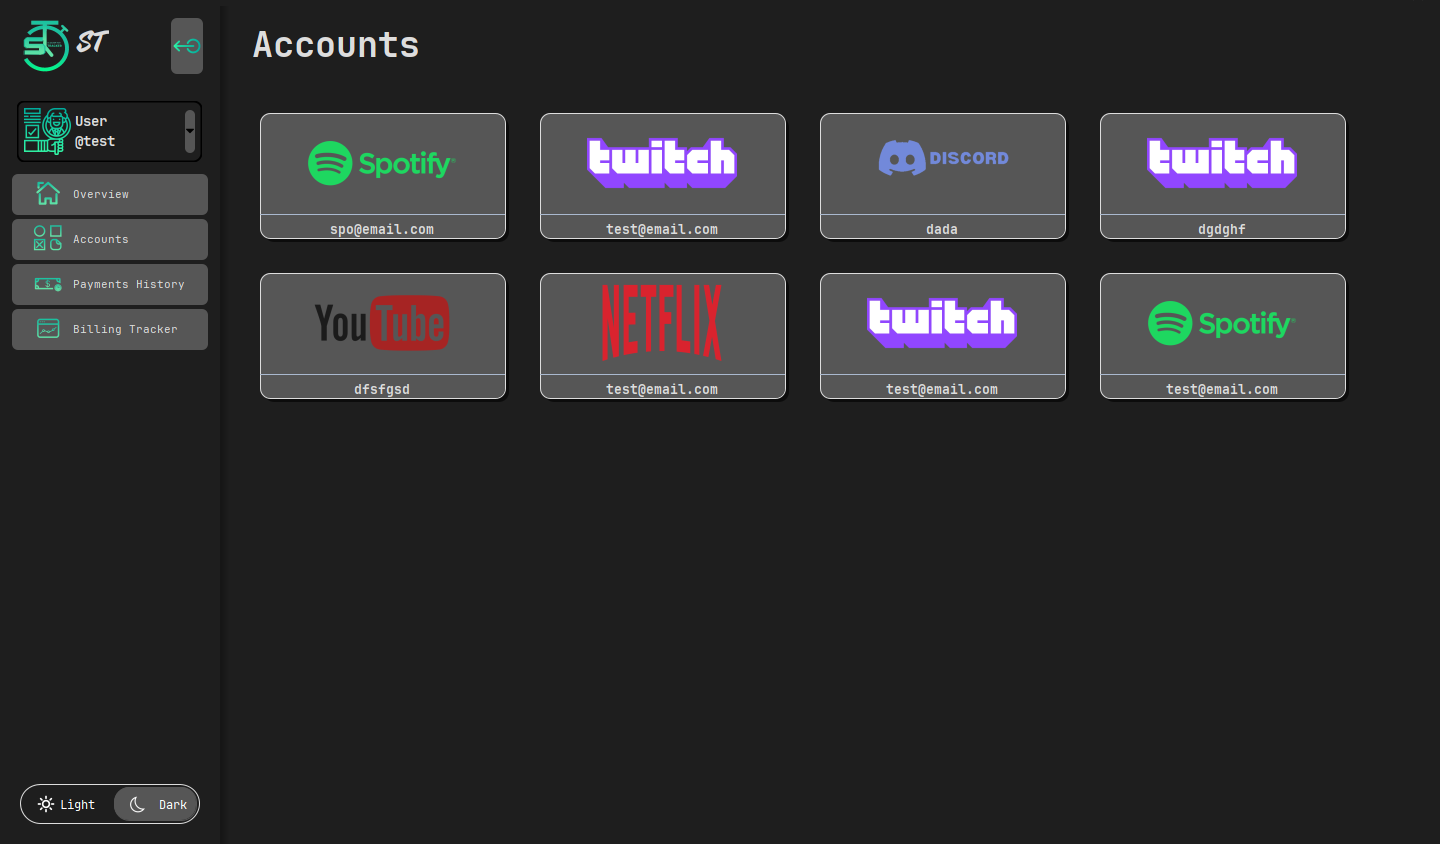 ST
Accounts
User
@test
Overview
Accounts
Payments History
Billing Tracker
Spotify
twitch
DISCORD
twitch
spo@email.com
test@email.com
dada
dgdghf
YouTube
NETFLIX
twitch
Spotify
dfsfgsd
test@email.com
test@email.com
test@email.com
Light
Dark